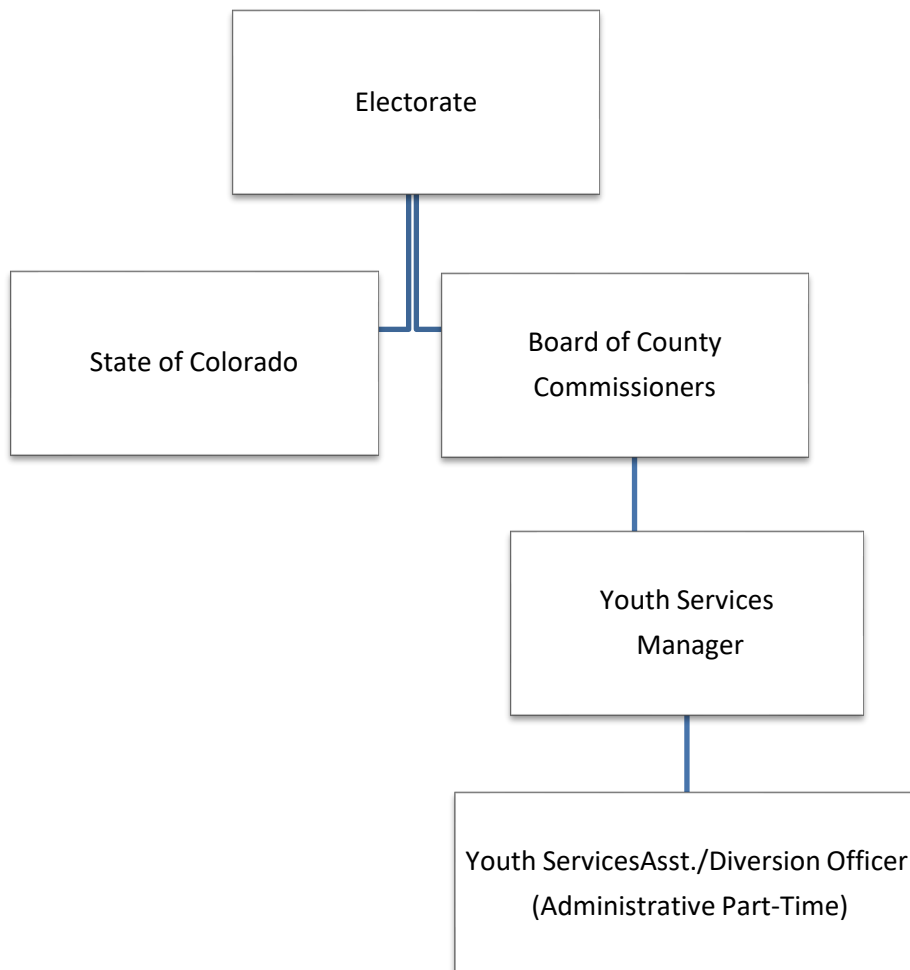 Electorate
State of Colorado
Board of County
Commissioners
Youth Services
Manager
Youth ServicesAsst./Diversion Officer
(Administrative Part-Time)